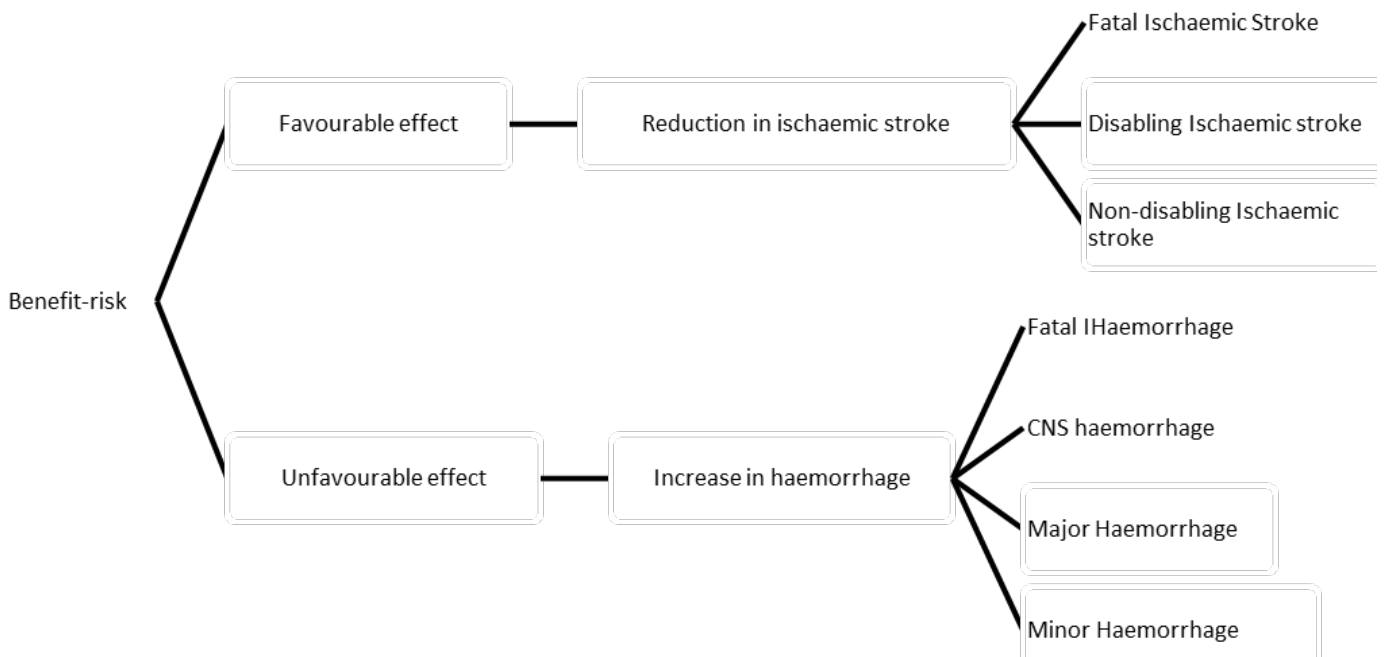 Fatal Ischaemic Stroke
Favourable effect
Reduction in ischaemic stroke
Disabling Ischaemic stroke
Non-disabling Ischaemic
stroke
Benefit-risk
Fatal IHaemorrhage
CNS haemorrhage
Unfavourable effect
Increase in haemorrhage
Major Haemorrhage
Minor Haemorrhage